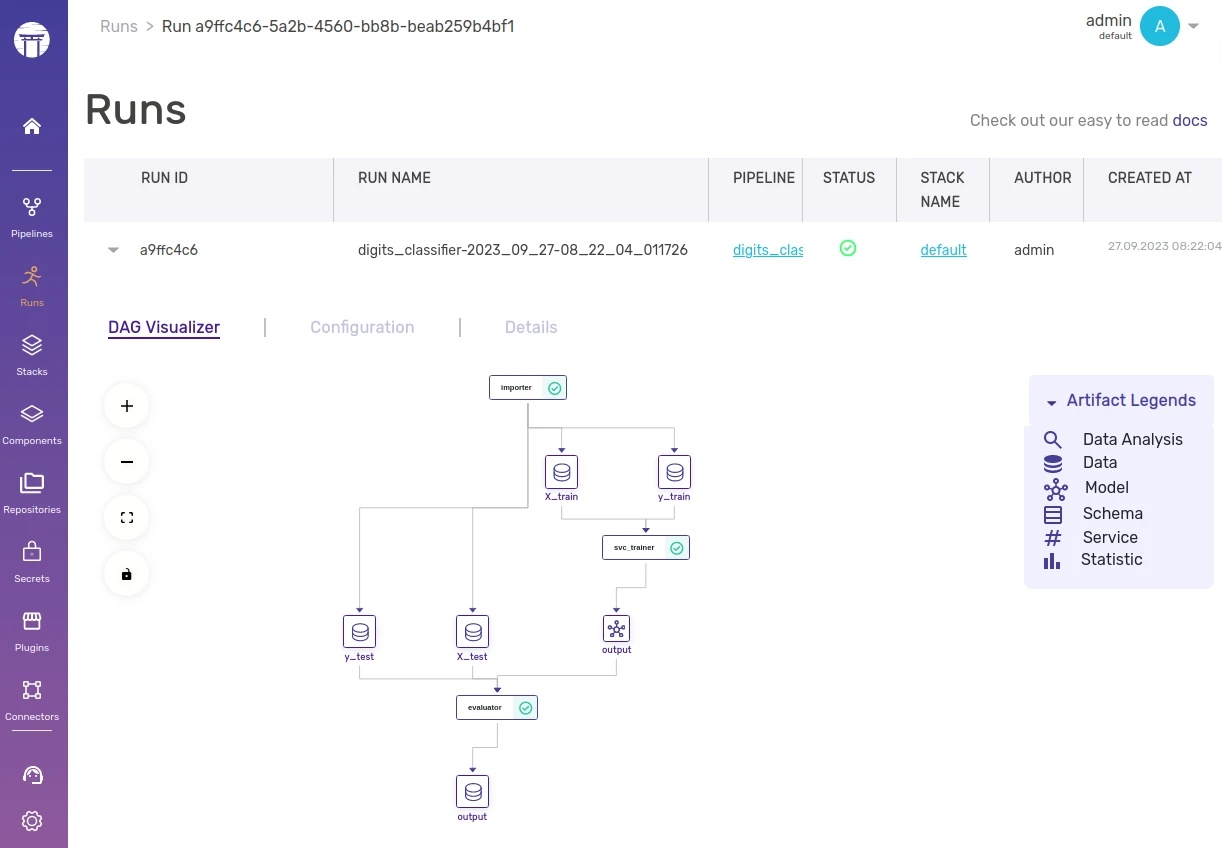 Runs > Run a9ffc4c6-5a2b-4560-bb8b-beab259b4bf1
admin
default
A
Runs
Check out our easy to read docs
RUN ID RUN NAME PIPELINE STATUS STACK NAME AUTHOR CREATED AT
a9ffc4c6 digits_classifier-2023_09_27-08_22_04_011726 digits_clas default admin 27.09.2023 08:22:04
DAG Visualizer | Configuration | Details
Pipelines
Runs
Stacks
Components
Repositories
Secrets
Plugins
Connectors
importer
X_train
y_train
svc_trainer
y_test
X_test
output
evaluator
output
Artifact Legends
Data Analysis
Data
Model
Schema
Service
Statistic